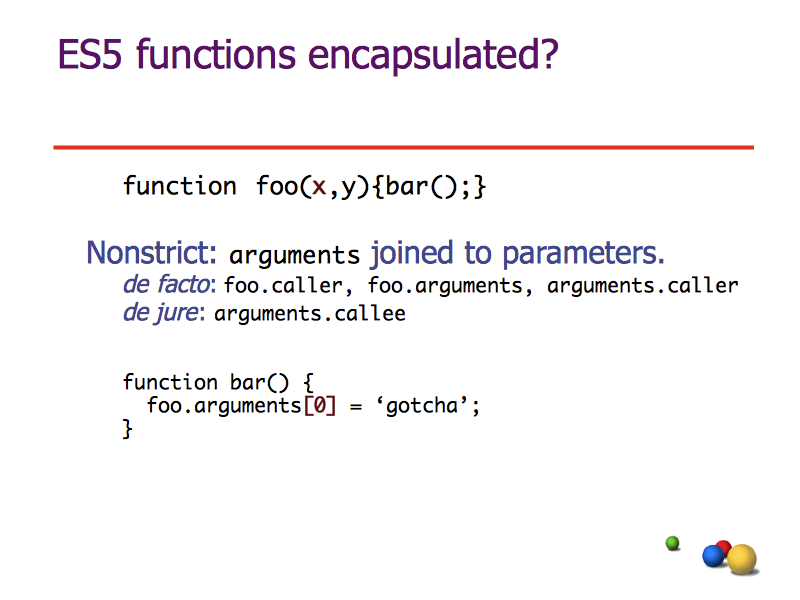 ES5 functions encapsulated?
function foo(x,y){bar();}
Nonstrict: arguments joined to parameters.
de facto: foo.caller, foo.arguments, arguments.caller
de jure: arguments.callee
function bar() {
  foo.arguments[0] = ‘gotcha’;
}